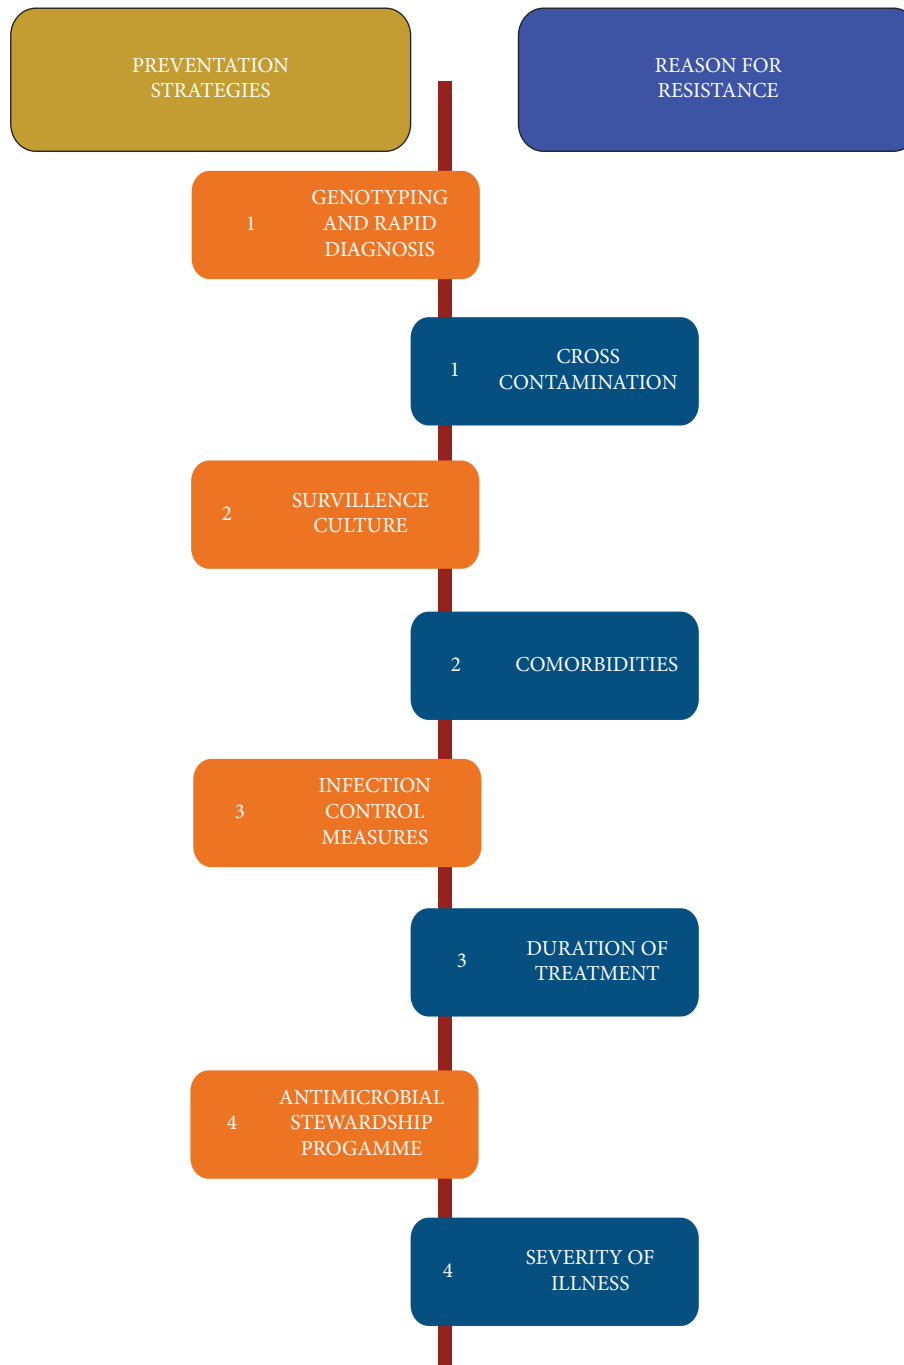 PREVENTATION
STRATEGIES
REASON FOR
RESISTANCE
1
GENOTYPING
AND RAPID
DIAGNOSIS
1
CROSS
CONTAMINATION
2
SURVILLENCE
CULTURE
2
COMORBIDITIES
3
INFECTION
CONTROL
MEASURES
3
DURATION OF
TREATMENT
4
ANTIMICROBIAL
STEWARDSHIP
PROGAMME
4
SEVERITY OF
ILLNESS